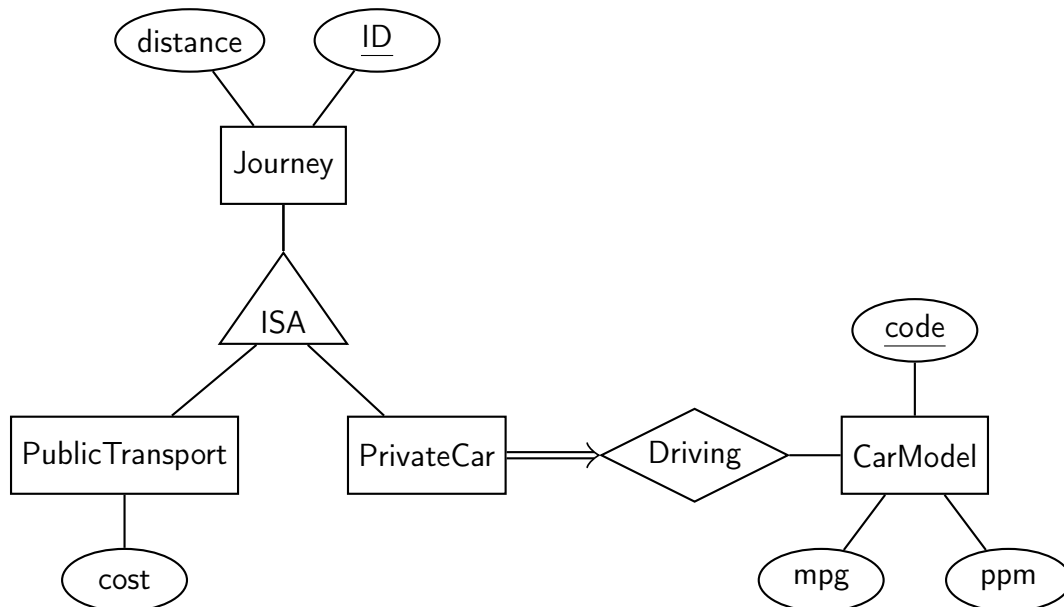 distance
ID
Journey
ISA
code
PublicTransport
PrivateCar
Driving
CarModel
cost
mpg
ppm